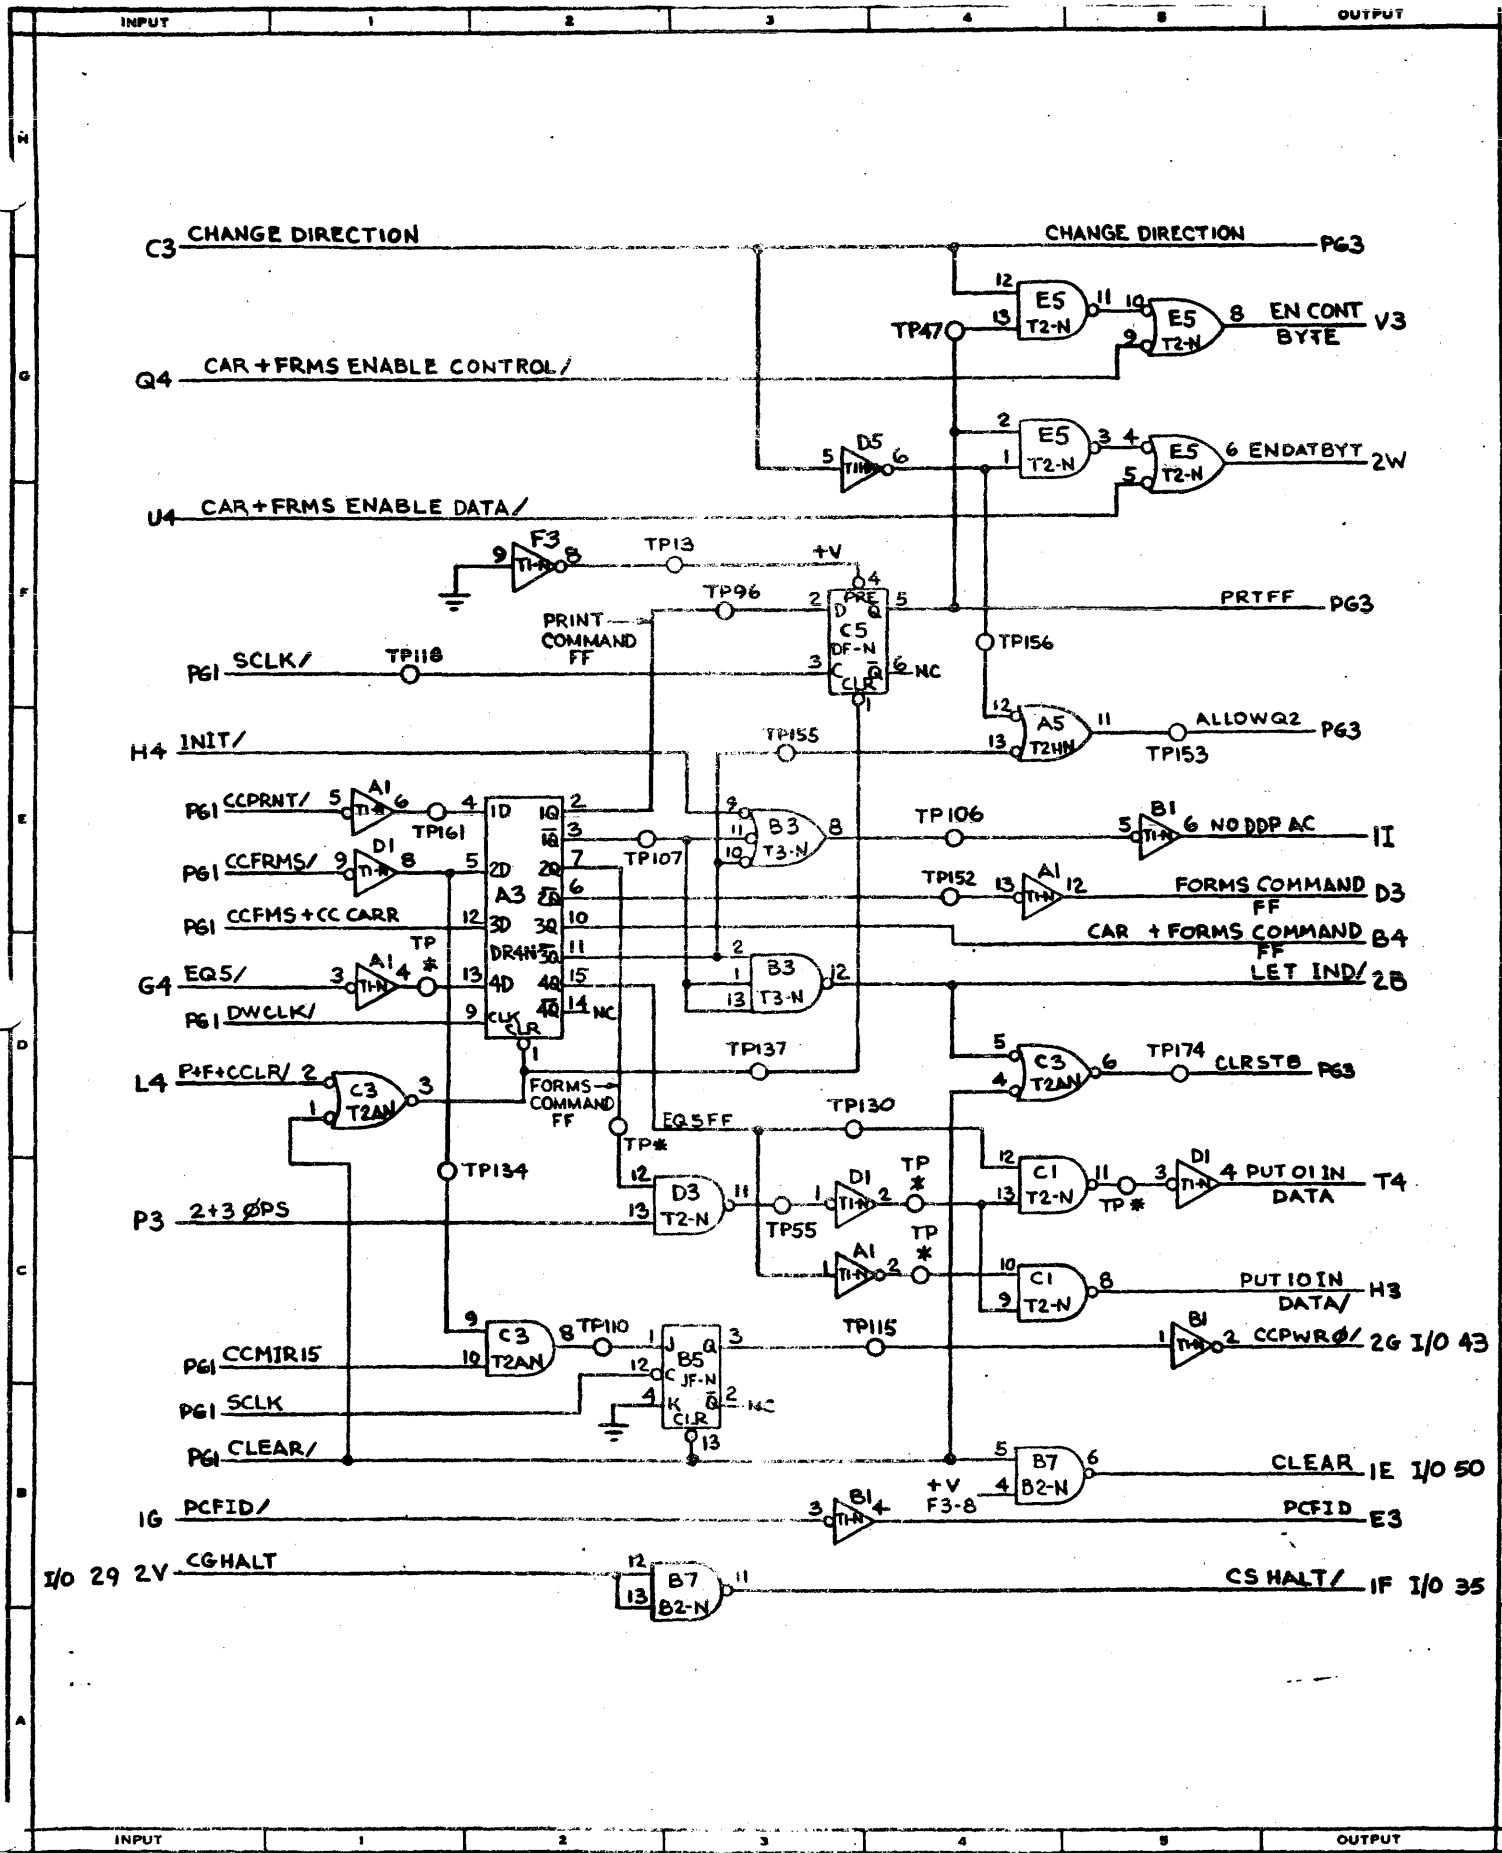 INPUT 1 2 3 4 5 OUTPUT
H
C3 CHANGE DIRECTION CHANGE DIRECTION PG3
12 E5 11 10 E5 8 EN CONT V3
TP47 13 T2-N 9 T2-N BYTE
G
Q4 CAR + FRMS ENABLE CONTROL/
2 E5 3 4 E5 6 ENDATBYT 2W
5 D5 6 1 T2-N 5 T2-N
U4 CAR + FRMS ENABLE DATA/
9 F3 8 TP13 +V
T1-N
F
4
TP96 2 D PRE Q 5 PRTFF PG3
PRINT
COMMAND
FF
C5
DF-N
TP156
PG1 SCLK/ TP118 3 C Q 6 NC
CLR
1
H4 INIT/ TP155 12 A5 11 ALLOWQ2 PG3
13 T2HN TP153
E
PG1 CCPRNT/ 5 A1 6 4 1D 1Q 2
T1-N TP161
9 B3 8 TP106 5 B1 6 NO DDP AC 1I
1Q 3 TP107 11 10 T3-N T1-N
PG1 CCFRMS/ 9 D1 8 5 2D 2Q 7
T1-N A3
2Q 6 TP152 13 A1 12 FORMS COMMAND D3
T1-N FF
PG1 CCFMS + CC CARR 12 3D 3Q 10 CAR + FORMS COMMAND B4
FF
DR4N 3Q 11 2 B3 12 LET IND/ 2B
1 13 T3-N
G4 EQ5/ 3 A1 4 TP * 13 4D 4Q 15
T1-N
4Q 14 NC
PG1 DWCLK/ 9 CLK
CLR
1
D
TP137 5 C3 6 TP174 CLRSTB PG3
4 T2AN
L4 P+F+CCLR/ 2 C3 3
1 T2AN
FORMS
COMMAND
FF
EQ5FF TP130
TP*
TP134
12 C1 11 3 D1 4 PUT 01 IN T4
13 T2-N TP * T1-N DATA
12 D3 11 TP55 1 D1 2 TP *
P3 2+3 ØPS 13 T2-N T1-N
C
1 A1 2 TP * 10 C1 8 PUT 10 IN H3
T1-N 9 T2-N DATA/
9 C3 8 TP110 1 J Q 3 TP115 1 B1 2 CCPWRØ/ 2G I/O 43
PG1 CCMIR15 10 T2AN 12 C B5 T1-N
JF-N
PG1 SCLK 4 K Q 2 NC
CLR
PG1 CLEAR/ 13 5 B7 6 CLEAR 1E I/O 50
+V 4 B2-N
F3-8
B
1G PCFID/ 3 B1 4 PCFID E3
T1-N
I/O 29 2V CGHALT 12 B7 11 CS HALT/ 1F I/O 35
13 B2-N
A
INPUT 1 2 3 4 5 OUTPUT